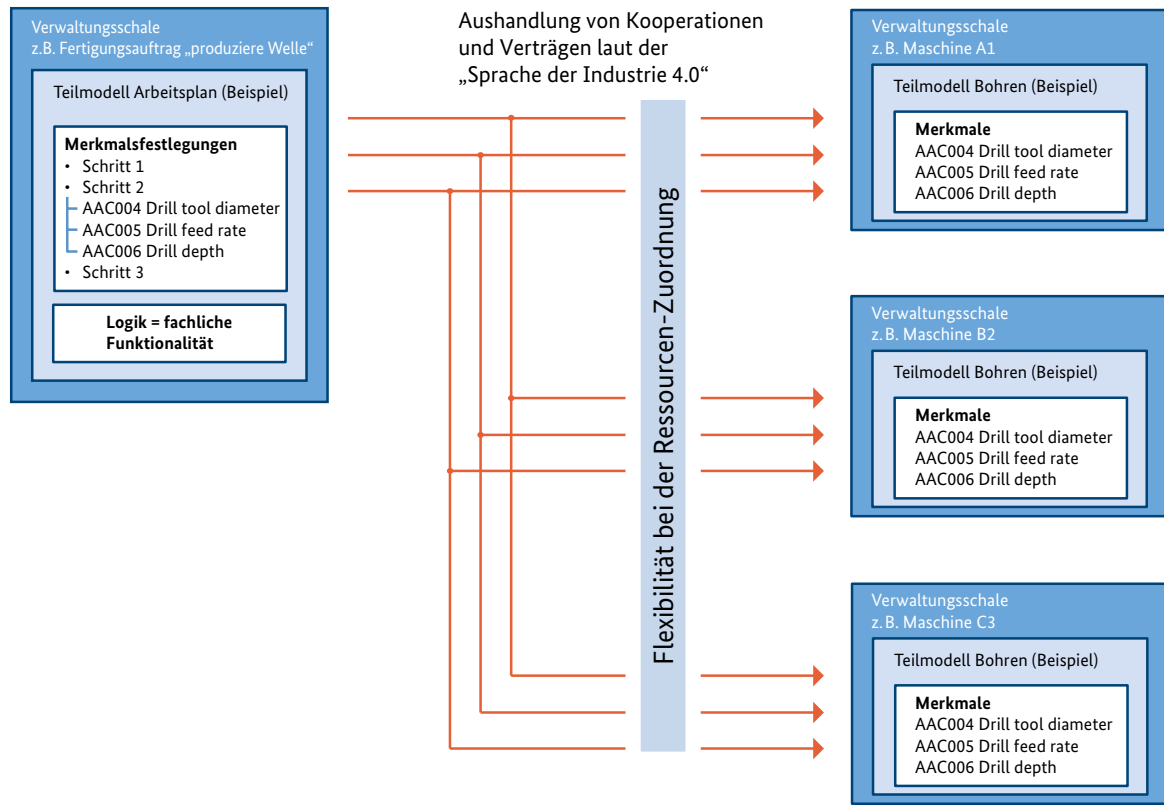 Verwaltungsschale
z.B. Fertigungsauftrag „produziere Welle“
Teilmodell Arbeitsplan (Beispiel)
Merkmalsfestlegungen
• Schritt 1
• Schritt 2
AAC004 Drill tool diameter
AAC005 Drill feed rate
AAC006 Drill depth
• Schritt 3
Logik = fachliche
Funktionalität
Aushandlung von Kooperationen
und Verträgen laut der
„Sprache der Industrie 4.0“
Flexibilität bei der Ressourcen-Zuordnung
Verwaltungsschale
z.B. Maschine A1
Teilmodell Bohren (Beispiel)
Merkmale
AAC004 Drill tool diameter
AAC005 Drill feed rate
AAC006 Drill depth
Verwaltungsschale
z.B. Maschine B2
Teilmodell Bohren (Beispiel)
Merkmale
AAC004 Drill tool diameter
AAC005 Drill feed rate
AAC006 Drill depth
Verwaltungsschale
z.B. Maschine C3
Teilmodell Bohren (Beispiel)
Merkmale
AAC004 Drill tool diameter
AAC005 Drill feed rate
AAC006 Drill depth